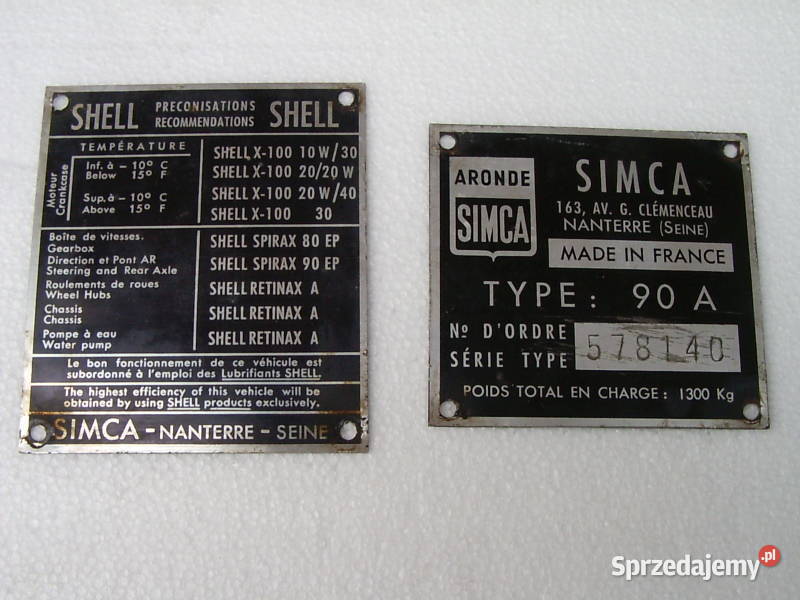 SHELL PRECONISATIONS RECOMMENDATIONS SHELL
TEMPÉRATURE
Moteur
Crankcase
Inf. à – 10º C
Below 15º F
Sup. à – 10º C
Above 15º F
SHELL X-100 10 W/30
SHELL X-100 20/20 W
SHELL X-100 20 W/40
SHELL X-100 30
Boîte de vitesses.
Gearbox
SHELL SPIRAX 80 EP
Direction et Pont AR
Steering and Rear Axle
SHELL SPIRAX 90 EP
Roulements de roues
Wheel Hubs
SHELL RETINAX A
Chassis
Chassis
SHELL RETINAX A
Pompe à eau
Water pump
SHELL RETINAX A
Le bon fonctionnement de ce véhicule est
subordonné à l'emploi des Lubrifiants SHELL.
The highest efficiency of this vehicle will be
obtained by using SHELL products exclusively.
SIMCA – NANTERRE – SEINE
ARONDE
SIMCA
SIMCA
163, AV. G. CLÉMENCEAU
NANTERRE (SEINE)
MADE IN FRANCE
TYPE : 90 A
Nº D'ORDRE
SÉRIE TYPE
578140
POIDS TOTAL EN CHARGE : 1300 Kg
Sprzedajemy.pl